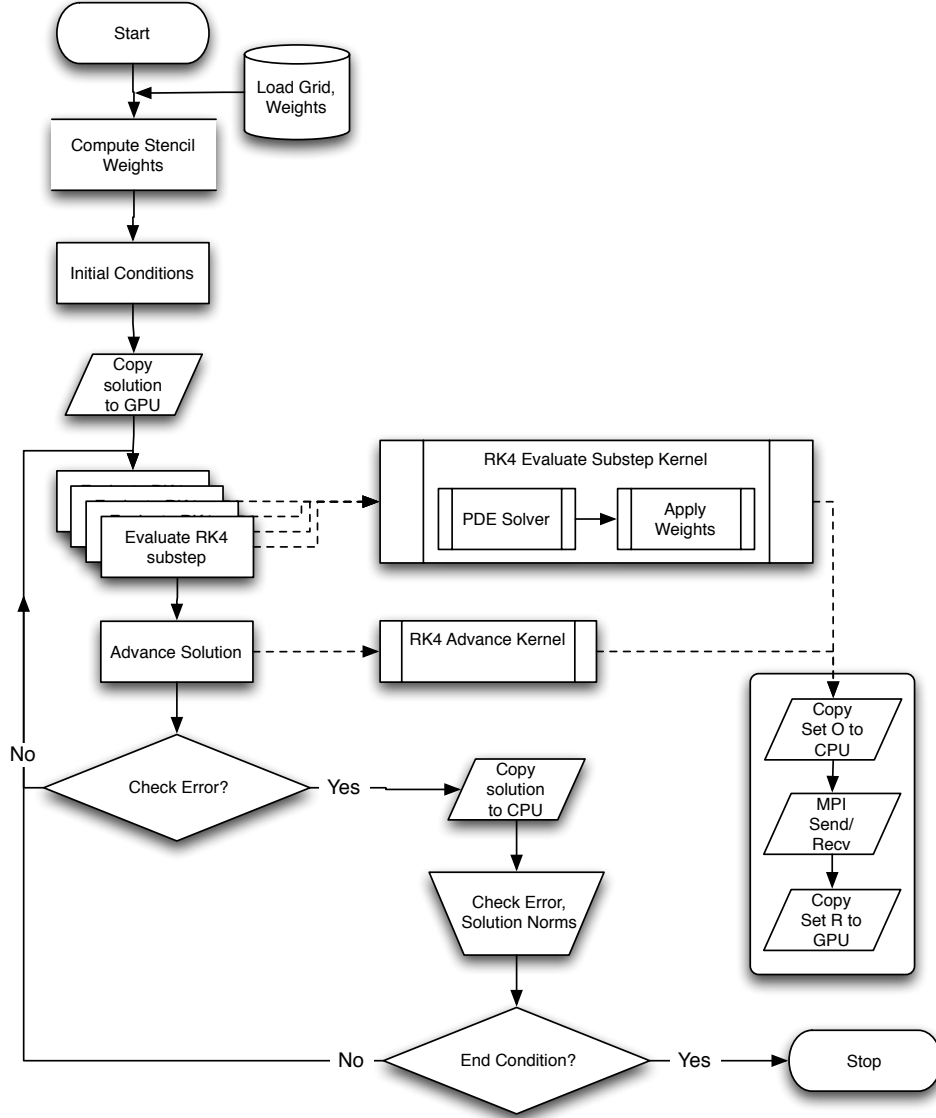 Start
Load Grid,
Weights
Compute Stencil
Weights
Initial Conditions
Copy
solution
to GPU
RK4 Evaluate Substep Kernel
PDE Solver
Apply
Weights
Evaluate RK4
substep
Advance Solution
RK4 Advance Kernel
Copy
Set O to
CPU
No
Check Error?
Yes
Copy
solution
to CPU
MPI
Send/
Recv
Check Error,
Solution Norms
Copy
Set R to
GPU
No
End Condition?
Yes
Stop